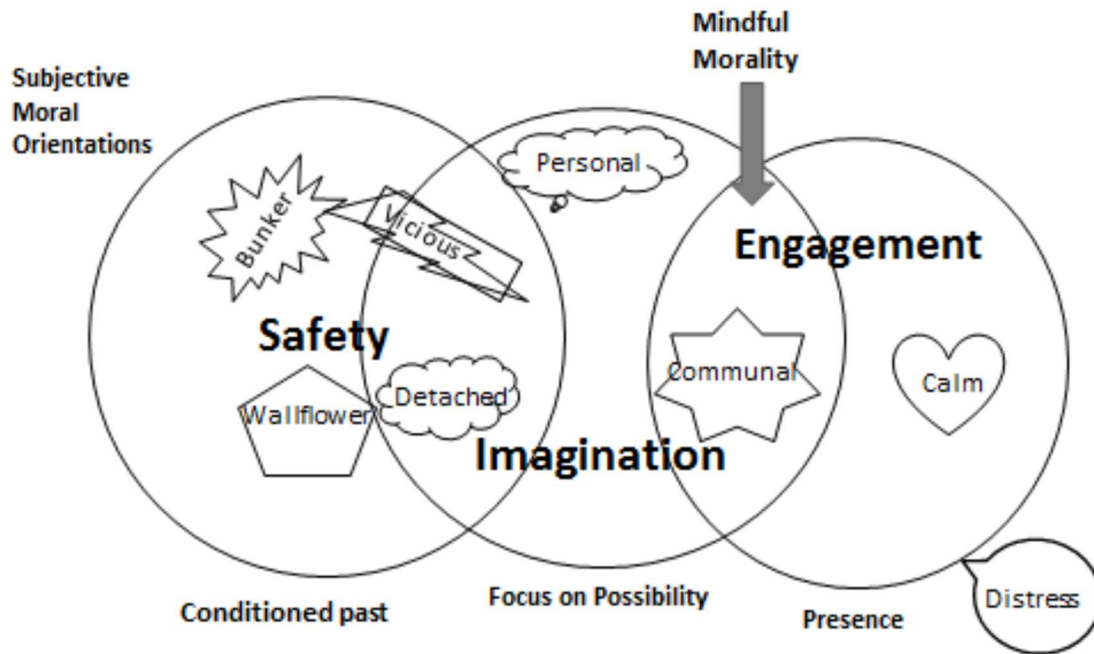 Mindful
Morality
Subjective
Moral
Orientations
Personal
Bunker
Vicious
Engagement
Safety
Communal
Calm
Detached
Wallflower
Imagination
Focus on Possibility
Conditioned past
Presence
Distress